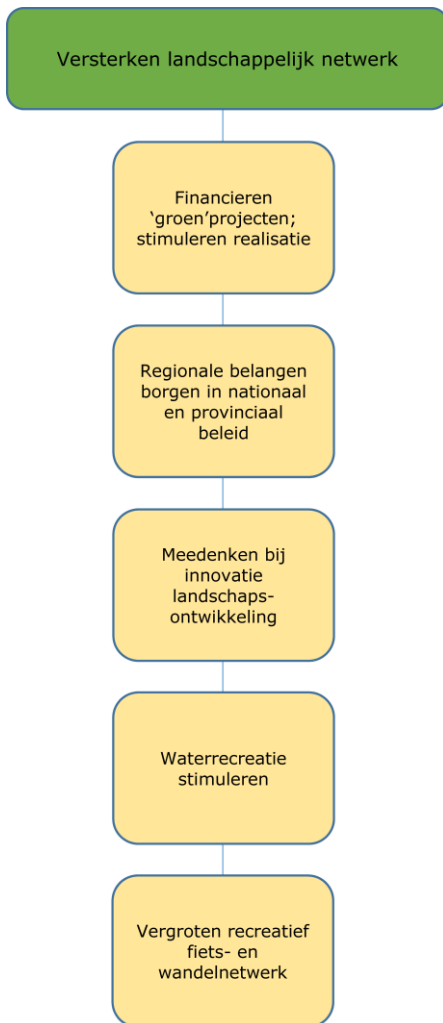 Versterken landschappelijk netwerk
Financieren
‘groen’projecten;
stimuleren realisatie
Regionale belangen
borgen in nationaal
en provinciaal
beleid
Meedenken bij
innovatie
landschaps-
ontwikkeling
Waterrecreatie
stimuleren
Vergroten recreatief
fiets- en
wandelnetwerk